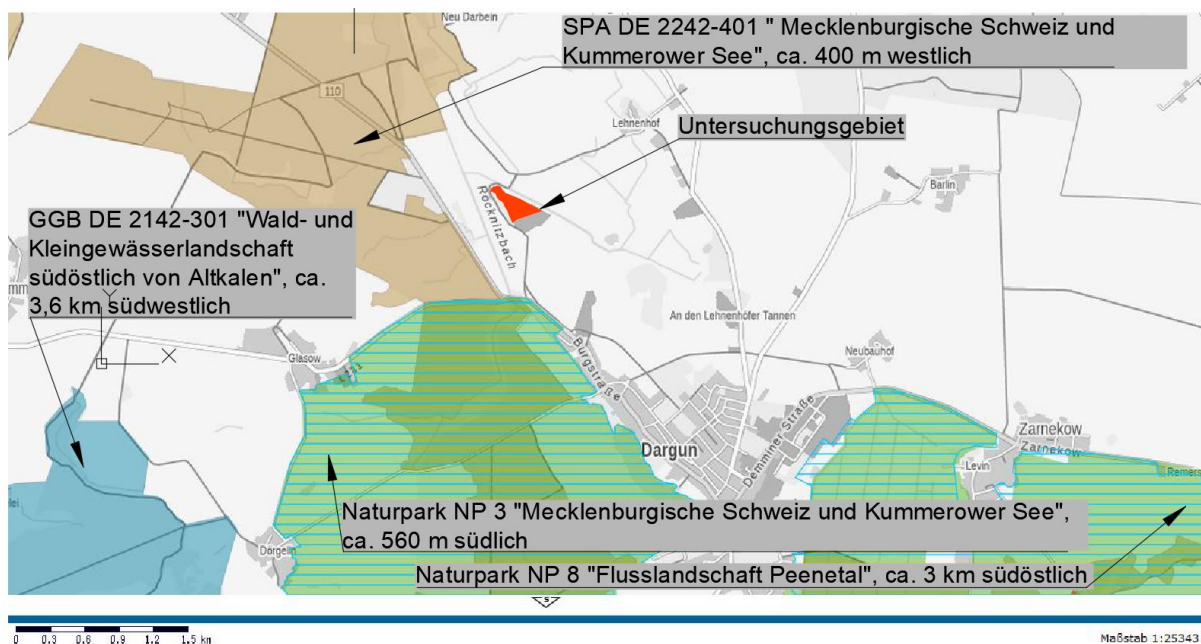 Neu Darbein
SPA DE 2242-401 " Mecklenburgische Schweiz und
Kummerower See", ca. 400 m westlich
110
Lehnenhof
Untersuchungsgebiet
Barlin
Röcknitzbach
GGB DE 2142-301 "Wald- und
Kleingewässerlandschaft
südöstlich von Altkalen", ca.
3,6 km südwestlich
Y
X
An den Lehnenhofer Tannen
Glasow
Burgstraße
Neubauhof
Demminer Straße
Zarnekow
Zarnekow
Dargun
Levin
Naturpark NP 3 "Mecklenburgische Schweiz und Kummerower See",
ca. 560 m südlich
Dörgelin
Naturpark NP 8 "Flusslandschaft Peenetal", ca. 3 km südöstlich
S
0 0.3 0.6 0.9 1.2 1.5 km
Maßstab 1:25343